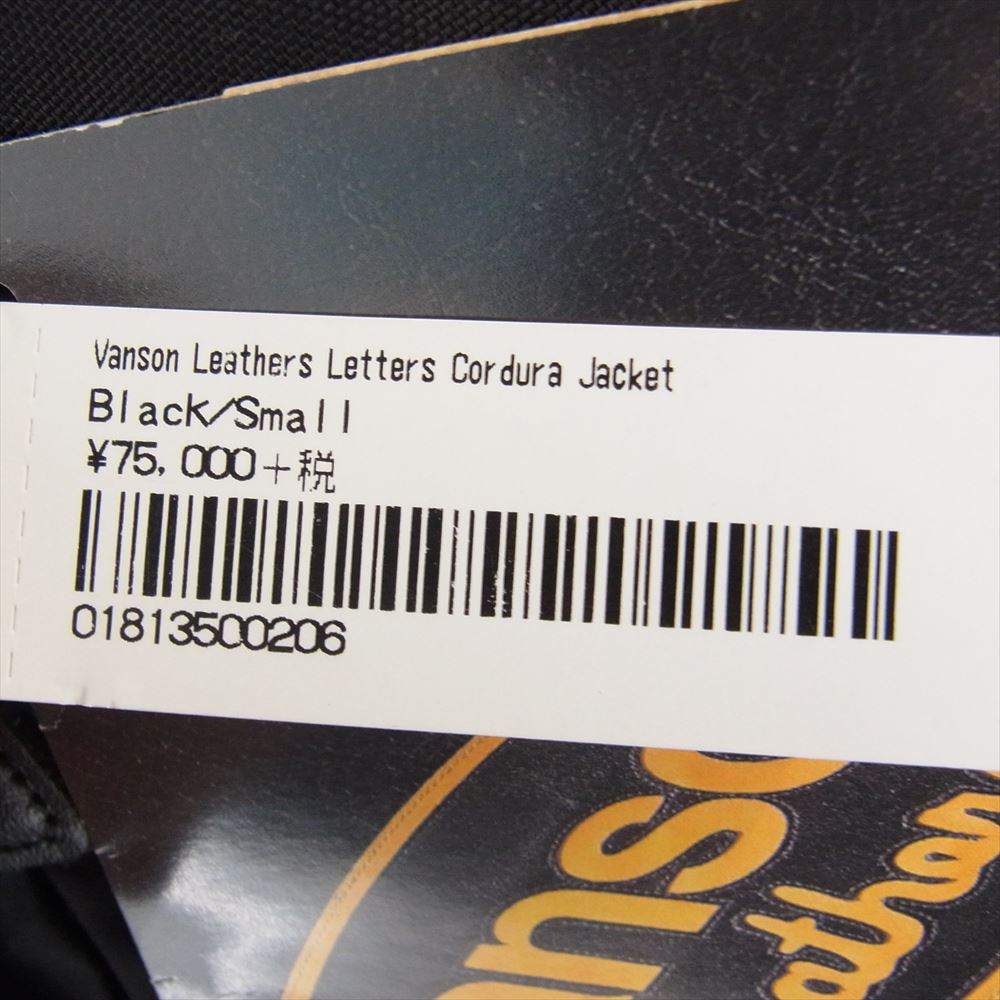 Vanson Leathers Letters Cordura Jacket
Black/Small
¥75,000+税
01813500206